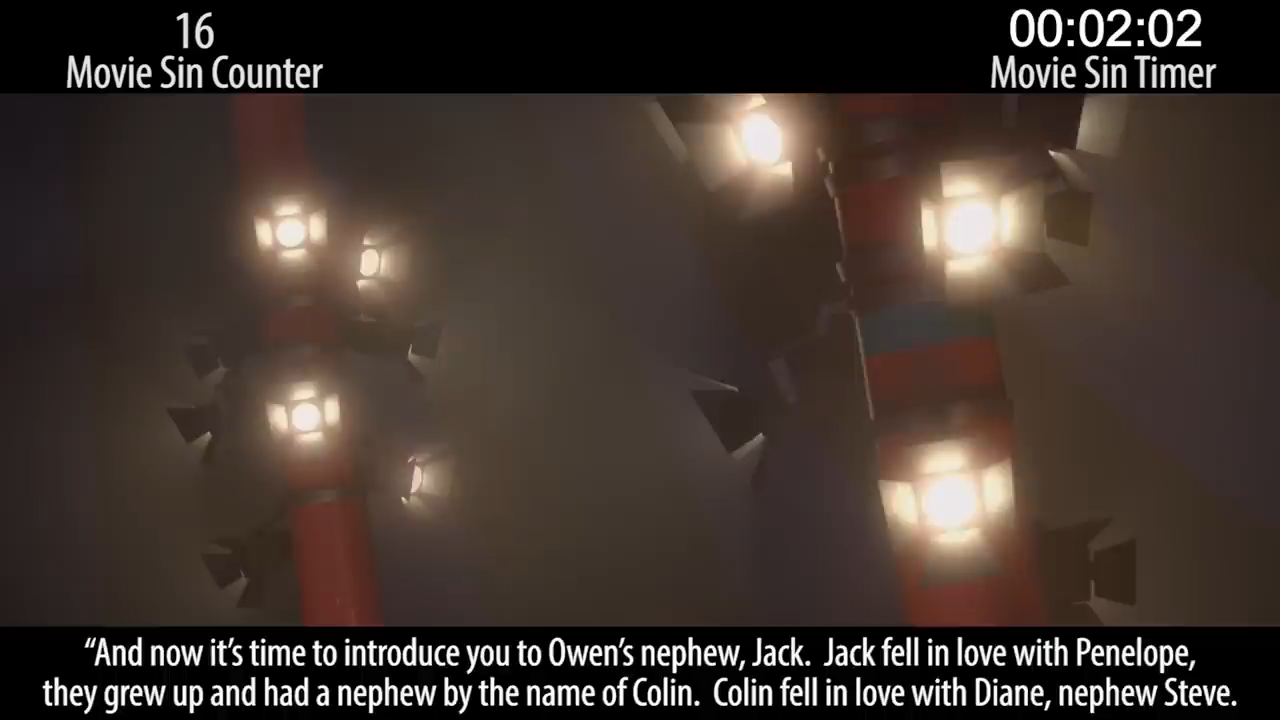 16
Movie Sin Counter
00:02:02
Movie Sin Timer
“And now it’s time to introduce you to Owen’s nephew, Jack.  Jack fell in love with Penelope,
they grew up and had a nephew by the name of Colin.  Colin fell in love with Diane, nephew Steve.